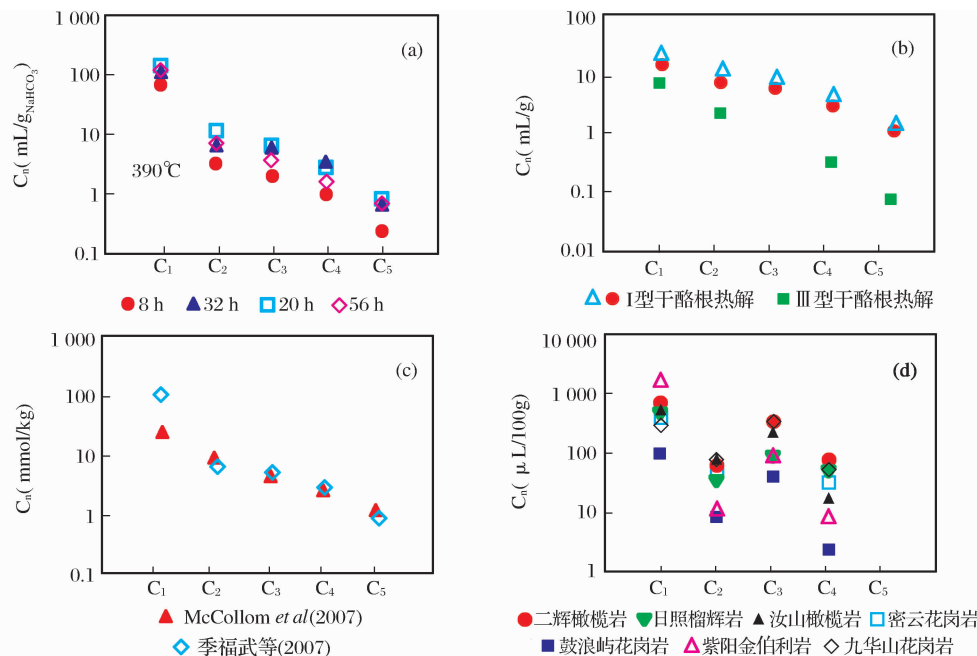 1 000
100
10
1
0.1
Cn( mL/gNaHCO3)
(a)
390℃
C1 C2 C3 C4 C5
8 h 32 h 20 h 56 h
100
10
1
0.1
0.01
Cn( mL/g)
(b)
C1 C2 C3 C4 C5
I型干酪根热解 III型干酪根热解
1 000
100
10
1
0.1
Cn( mmol/kg)
(c)
C1 C2 C3 C4 C5
McCollom et al(2007)
季福武等(2007)
10 000
1 000
100
10
1
Cn( μL/100g)
(d)
C1 C2 C3 C4 C5
二辉橄榄岩 日照榴辉岩 汝山橄榄岩 密云花岗岩
鼓浪屿花岗岩 紫阳金伯利岩 九华山花岗岩